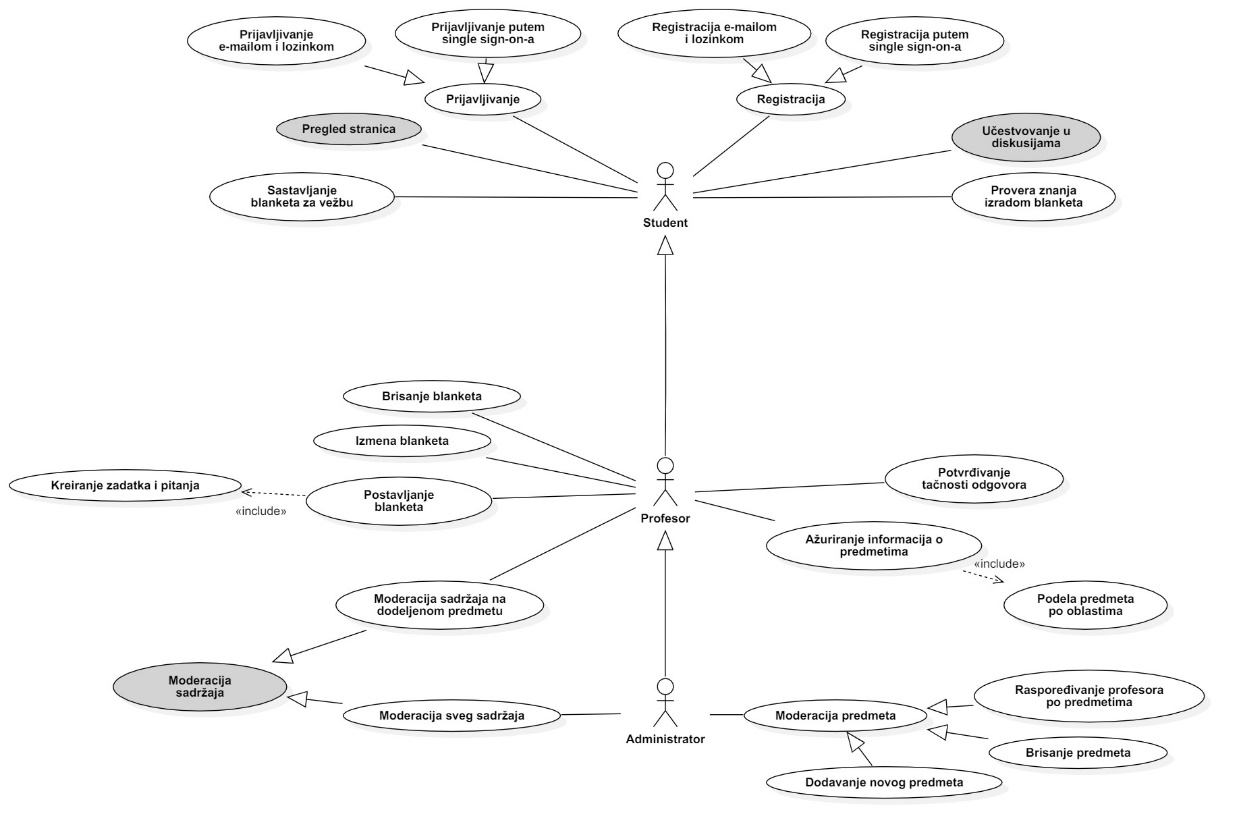 Prijavljivanje
e-mailom i lozinkom
Prijavljivanje putem
single sign-on-a
Registracija e-mailom
i lozinkom
Registracija putem
single sign-on-a
Prijavljivanje
Registracija
Pregled stranica
Učestvovanje u
diskusijama
Sastavljanje
blanketa za vežbu
Provera znanja
izradom blanketa
Student
Brisanje blanketa
Izmena blanketa
Kreiranje zadatka i pitanja
«include»
Postavljanje
blanketa
Potvrđivanje
tačnosti odgovora
Profesor
Ažuriranje informacija o
predmetima
«include»
Podela predmeta
po oblastima
Moderacija sadržaja na
dodeljenom predmetu
Moderacija
sadržaja
Moderacija sveg sadržaja
Administrator
Moderacija predmeta
Raspoređivanje profesora
po predmetima
Brisanje predmeta
Dodavanje novog predmeta